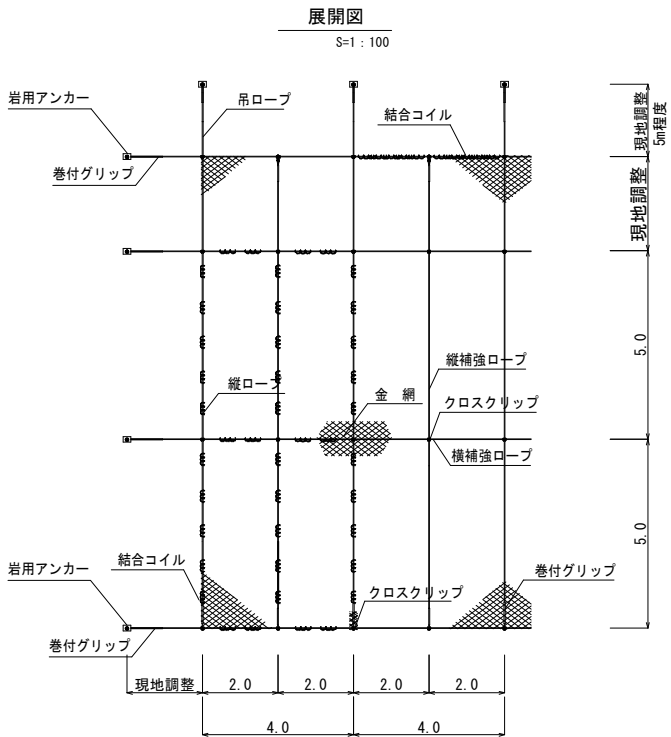 展開図
S=1：100
岩用アンカー
吊ロープ
結合コイル
現地調整
5m程度
巻付グリップ
現地調整
5.0
縦補強ロープ
縦ロープ
金　網
クロスクリップ
横補強ロープ
5.0
結合コイル
岩用アンカー
クロスクリップ
巻付グリップ
巻付グリップ
現地調整
2.0
2.0
2.0
2.0
4.0
4.0